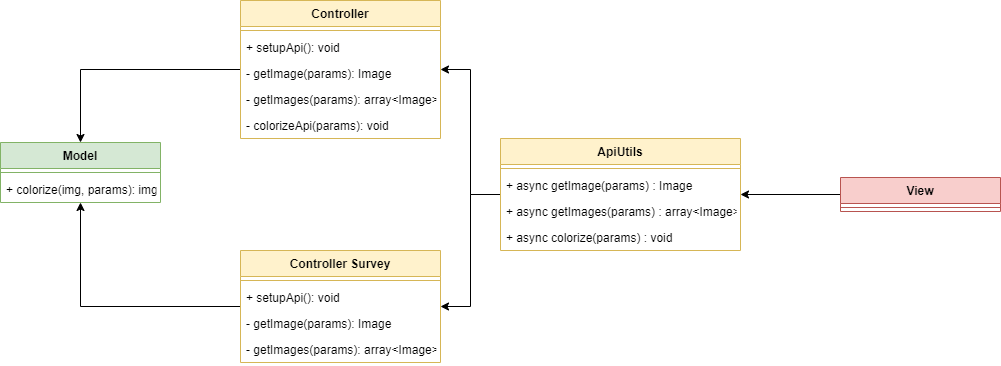 Controller
+ setupApi(): void
- getImage(params): Image
- getImages(params): array<Image>
- colorizeApi(params): void
Model
+ colorize(img, params): img
ApiUtils
+ async getImage(params) : Image
+ async getImages(params) : array<Image>
+ async colorize(params) : void
View
Controller Survey
+ setupApi(): void
- getImage(params): Image
- getImages(params): array<Image>